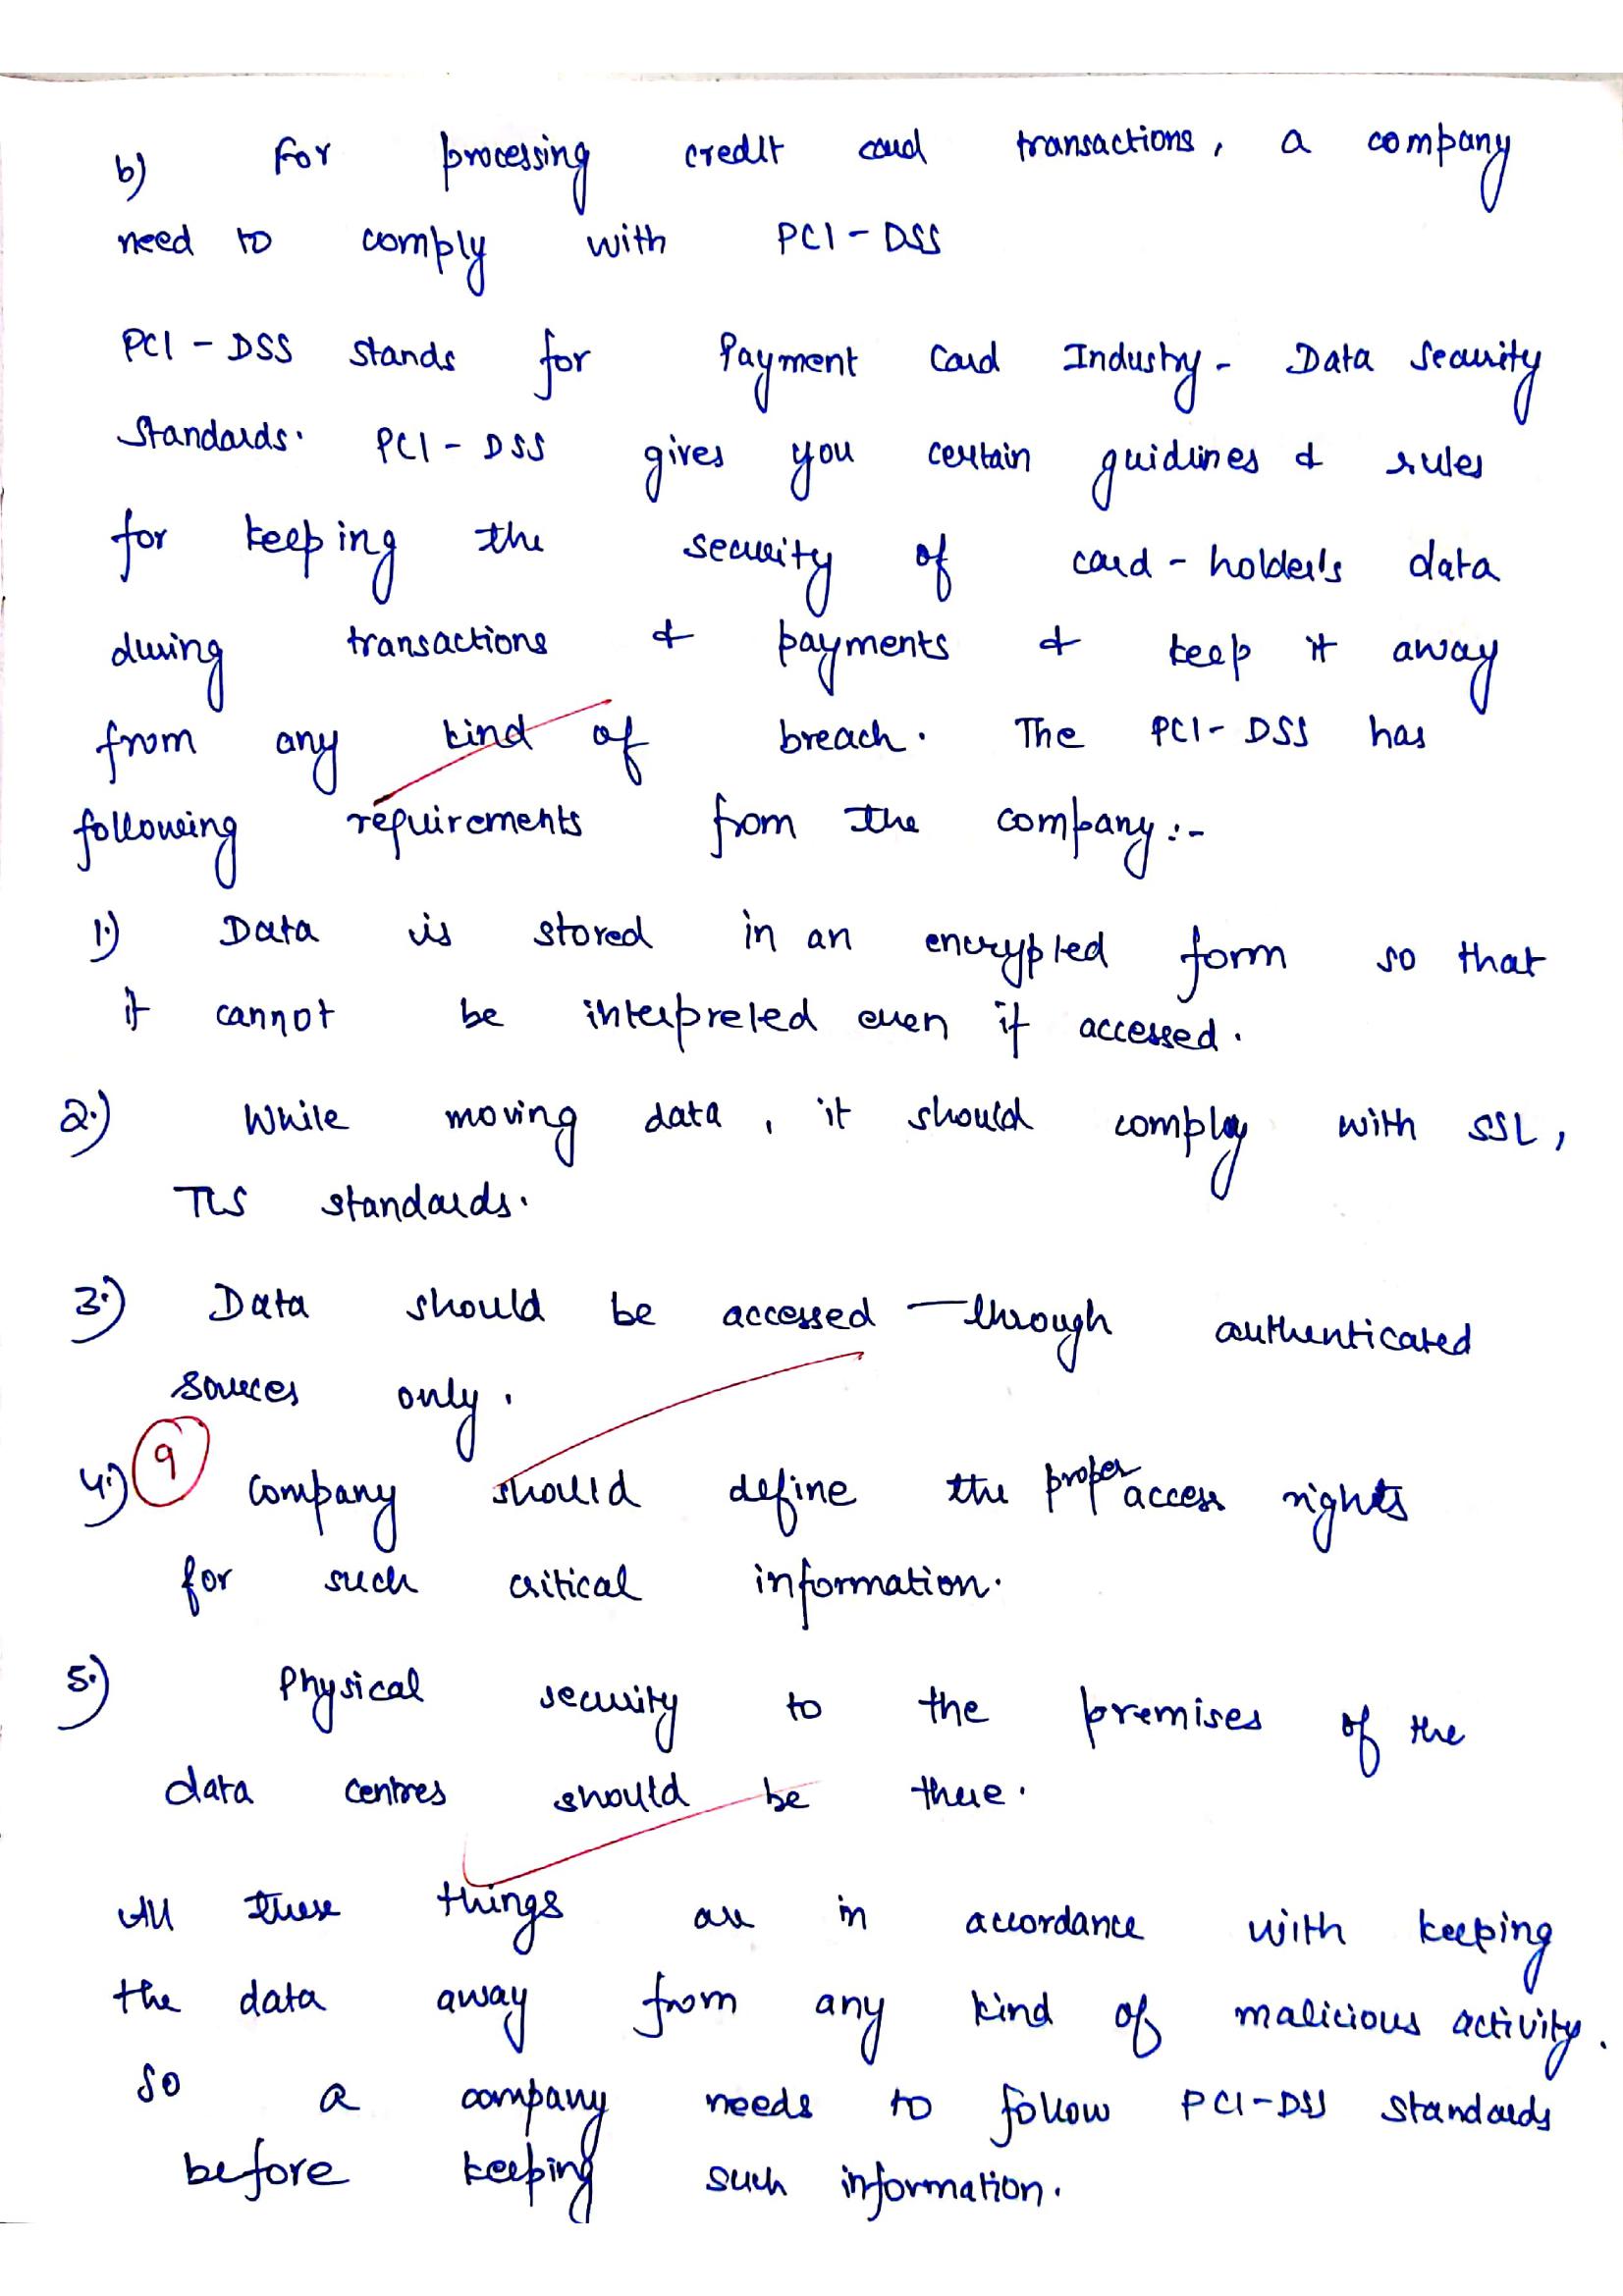 b) For processing credit card transactions, a company
need to comply with PCI-DSS
PCI-DSS stands for Payment Card Industry - Data Security
Standards. PCI-DSS gives you certain guidlines & rules
for keeping the security of card-holder's data
during transactions & payments & keep it away
from any kind of breach. The PCI-DSS has
following requirements from the company:-
1.) Data is stored in an encrypted form so that
it cannot be interpreted even if accessed.
2.) While moving data, it should comply with SSL,
TLS standards.
3.) Data should be accessed through authenticated
sources only.
9
4.) Company should define the proper access rights
for such critical information.
5.) Physical security to the premises of the
data centres should be there.
All these things are in accordance with keeping
the data away from any kind of malicious activity.
So a company needs to follow PCI-DSS standards
before keeping such information.